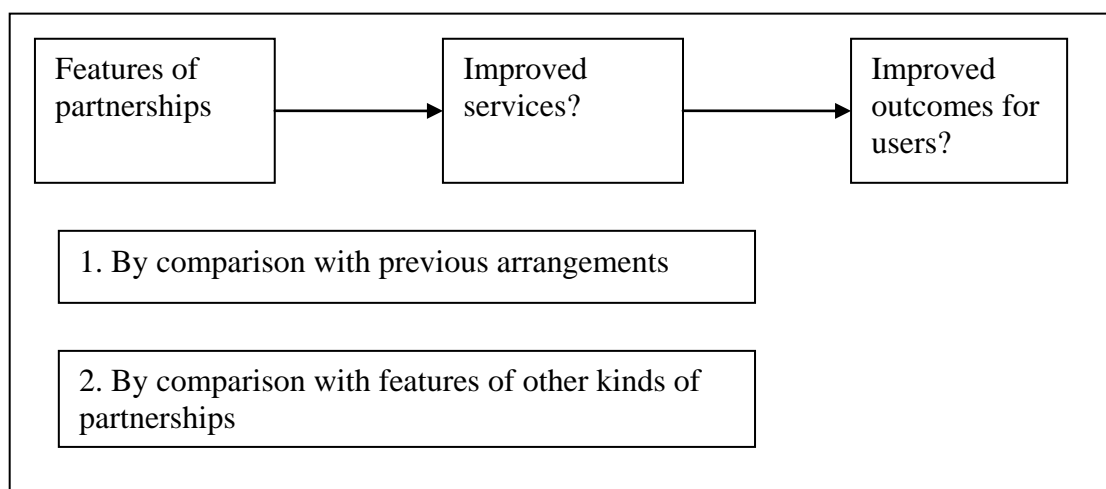 Features of
partnerships
Improved
services?
Improved
outcomes for
users?
1. By comparison with previous arrangements
2. By comparison with features of other kinds of
partnerships